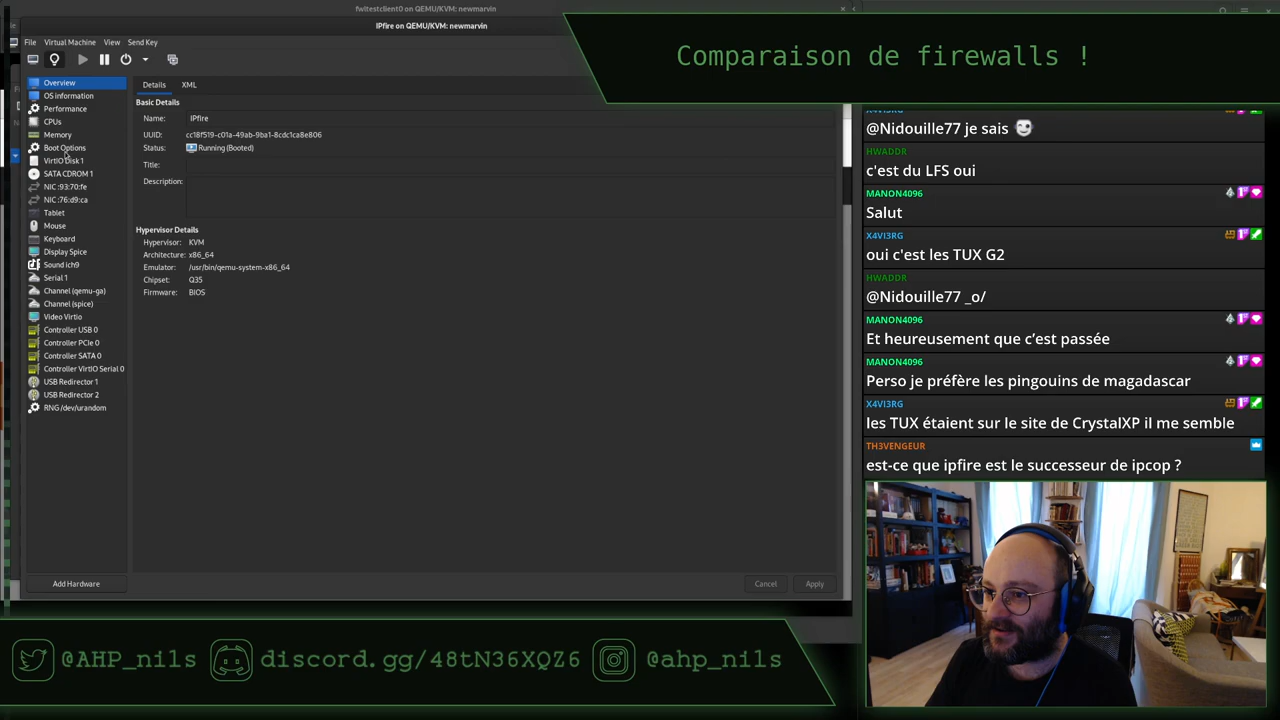 fwltestclient0 on QEMU/KVM: newmarvin
IPfire on QEMU/KVM: newmarvin
File Virtual Machine View Send Key
Overview
OS information
Performance
CPUs
Memory
Boot Options
VirtIO Disk 1
SATA CDROM 1
NIC :93:70:fe
NIC :76:d9:ca
Tablet
Mouse
Keyboard
Display Spice
Sound ich9
Serial 1
Channel (qemu-ga)
Channel (spice)
Video Virtio
Controller USB 0
Controller PCIe 0
Controller SATA 0
Controller VirtIO Serial 0
USB Redirector 1
USB Redirector 2
RNG /dev/urandom
Add Hardware
Details XML
Basic Details
Name: IPfire
UUID: cc18f519-c01a-49ab-9ba1-8cdc1ca8e806
Status: Running (Booted)
Title:
Description:
Hypervisor Details
Hypervisor: KVM
Architecture: x86_64
Emulator: /usr/bin/qemu-system-x86_64
Chipset: Q35
Firmware: BIOS
Cancel Apply
Comparaison de firewalls !
X4VI3RG
@Nidouille77 je sais
HWADDR
c'est du LFS oui
MANON4096
Salut
X4VI3RG
oui c'est les TUX G2
HWADDR
@Nidouille77 _o/
MANON4096
Et heureusement que c’est passée
MANON4096
Perso je préfère les pingouins de magadascar
X4VI3RG
les TUX étaient sur le site de CrystalXP il me semble
TH3VENGEUR
est-ce que ipfire est le successeur de ipcop ?
@AHP_nils discord.gg/48tN36XQZ6 @ahp_nils